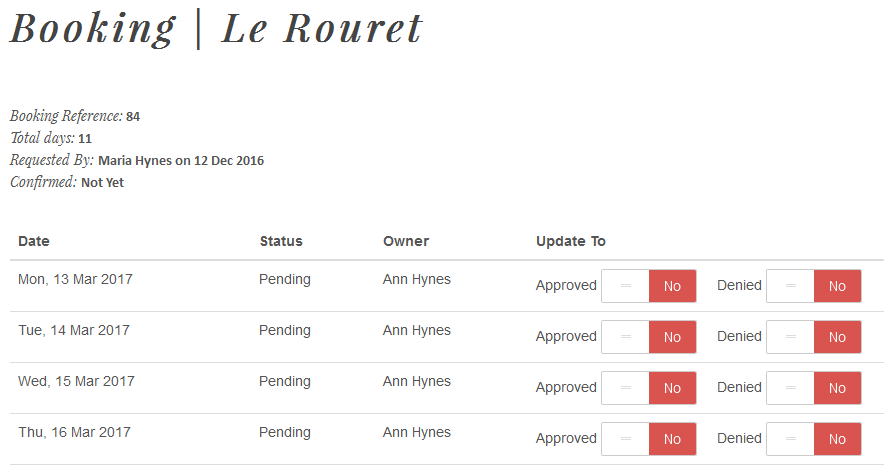 Booking | Le Rouret
Booking Reference: 84
Total days: 11
Requested By: Maria Hynes on 12 Dec 2016
Confirmed: Not Yet
Date Status Owner Update To
Mon, 13 Mar 2017 Pending Ann Hynes Approved No Denied No
Tue, 14 Mar 2017 Pending Ann Hynes Approved No Denied No
Wed, 15 Mar 2017 Pending Ann Hynes Approved No Denied No
Thu, 16 Mar 2017 Pending Ann Hynes Approved No Denied No